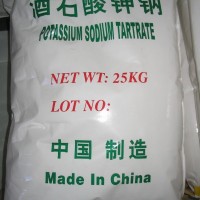 酒石酸钾钠
POTASSIUM SODIUM TARTRATE
NET WT: 25KG
LOT NO:
中国 制造
Made In China